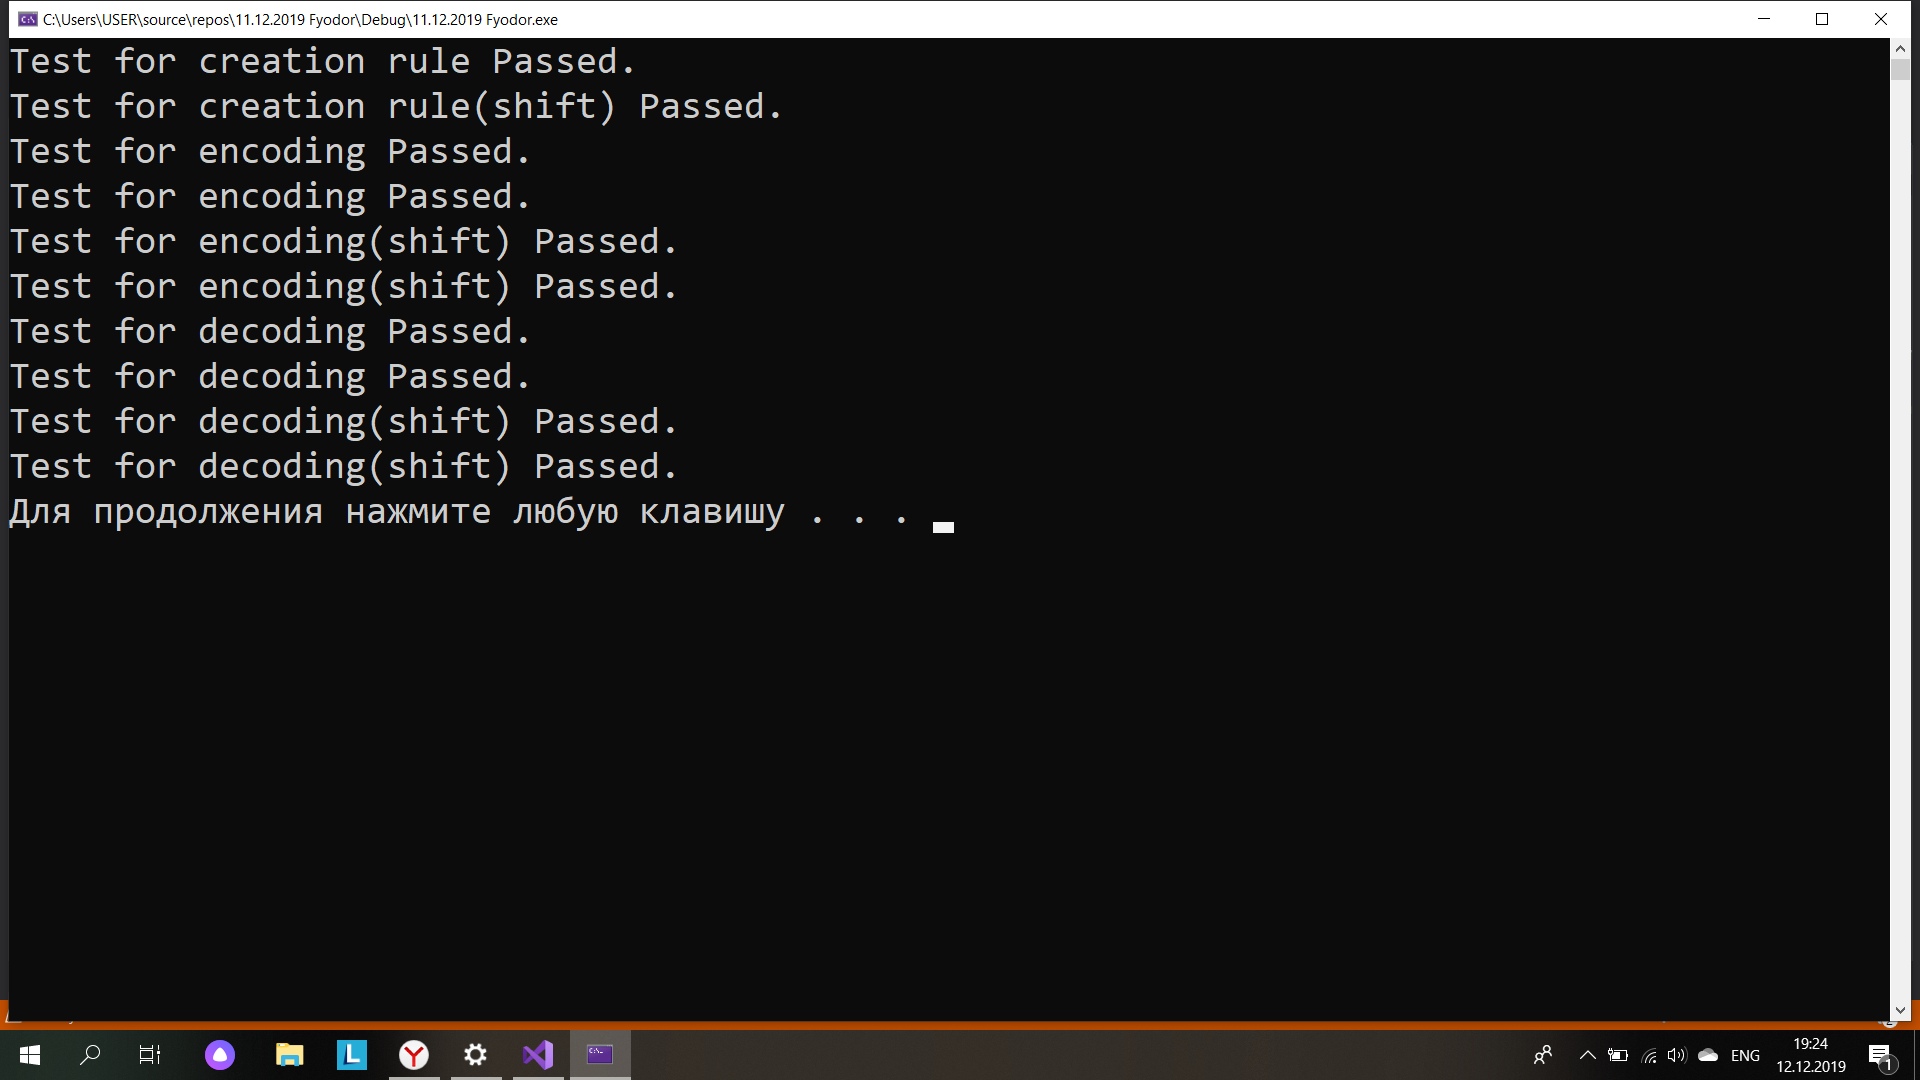 C:\Users\USER\source\repos\11.12.2019 Fyodor\Debug\11.12.2019 Fyodor.exe
Test for creation rule Passed.
Test for creation rule(shift) Passed.
Test for encoding Passed.
Test for encoding Passed.
Test for encoding(shift) Passed.
Test for encoding(shift) Passed.
Test for decoding Passed.
Test for decoding Passed.
Test for decoding(shift) Passed.
Test for decoding(shift) Passed.
Для продолжения нажмите любую клавишу . . .
ENG
19:24
12.12.2019
1